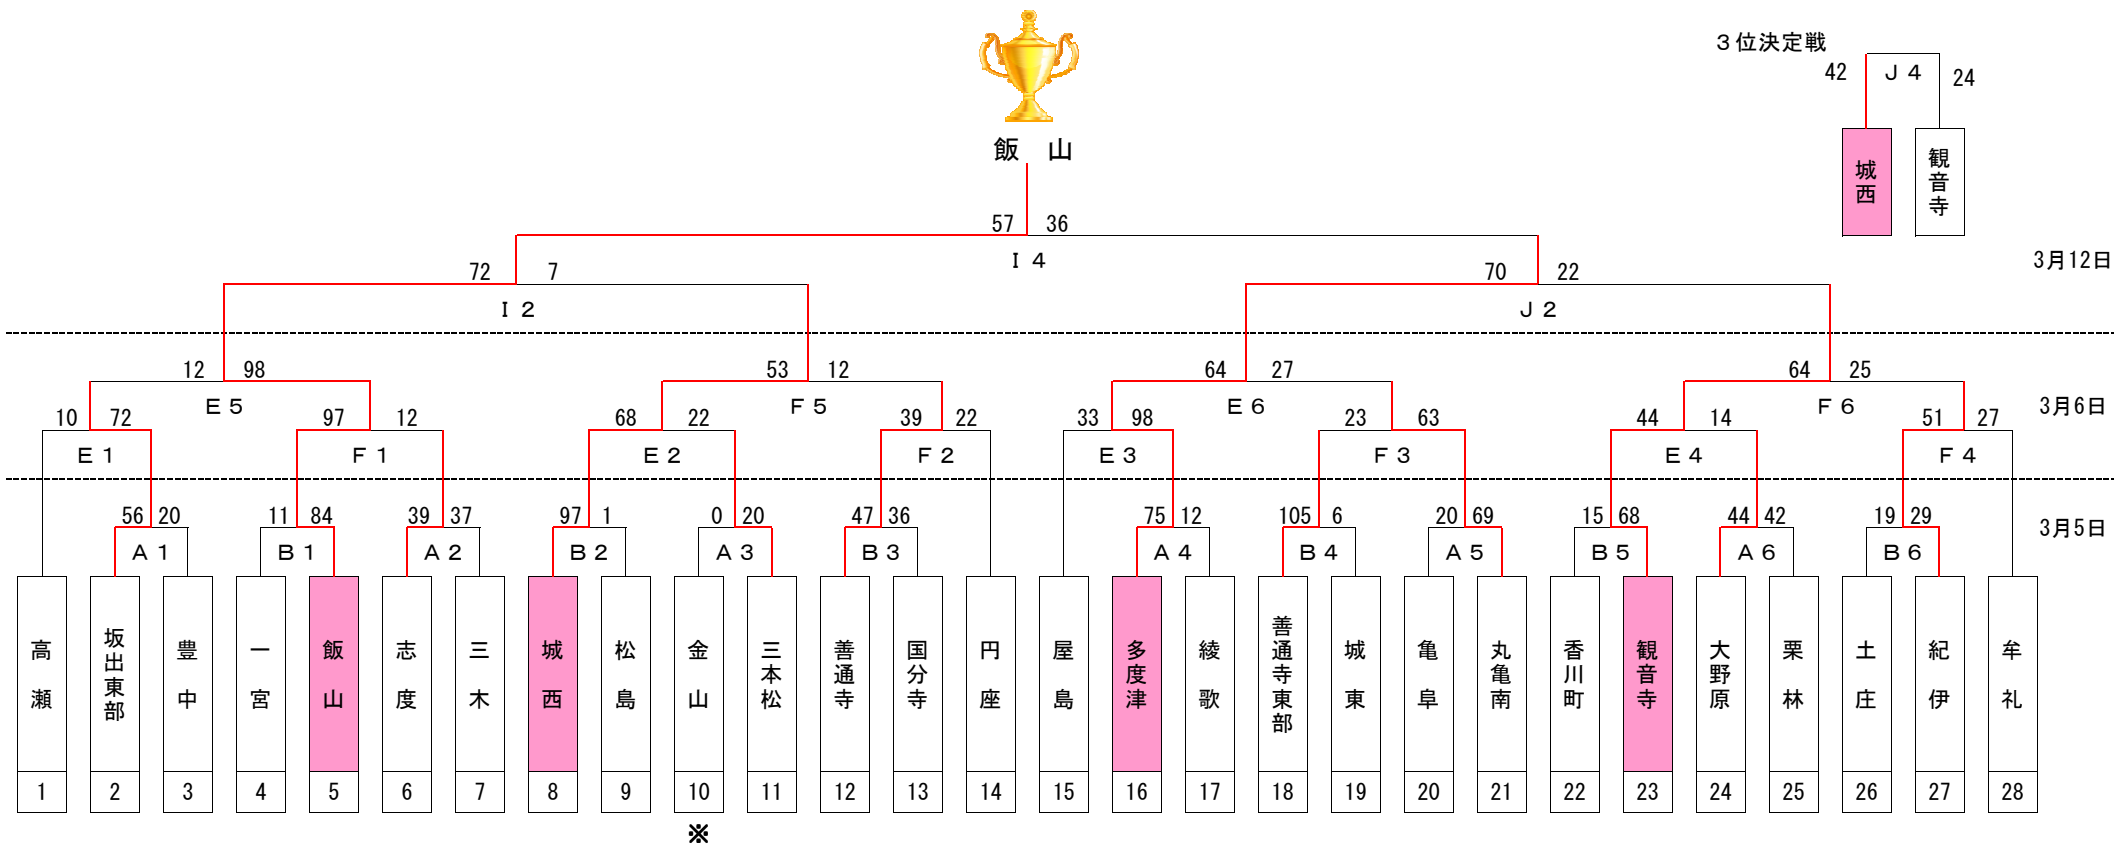 ３位決定戦
42 Ｊ４ 24
城西 観音寺
飯　山
57 36
Ｉ４
3月12日
72 7 70 22
Ｉ２ Ｊ２
12 98 53 12 64 27 64 25
Ｅ５ Ｆ５ Ｅ６ Ｆ６ 3月6日
10 72 97 12 68 22 39 22 33 98 23 63 44 14 51 27
Ｅ１ Ｆ１ Ｅ２ Ｆ２ Ｅ３ Ｆ３ Ｅ４ Ｆ４
56 20 11 84 39 37 97 1 0 20 47 36 75 12 105 6 20 69 15 68 44 42 19 29 3月5日
Ａ１ Ｂ１ Ａ２ Ｂ２ Ａ３ Ｂ３ Ａ４ Ｂ４ Ａ５ Ｂ５ Ａ６ Ｂ６
高瀬
坂出東部
豊中
一宮
飯山
志度
三木
城西
松島
金山
三本松
善通寺
国分寺
円座
屋島
多度津
綾歌
善通寺東部
城東
亀阜
丸亀南
香川町
観音寺
大野原
栗林
土庄
紀伊
牟礼
1 2 3 4 5 6 7 8 9 10 11 12 13 14 15 16 17 18 19 20 21 22 23 24 25 26 27 28
※